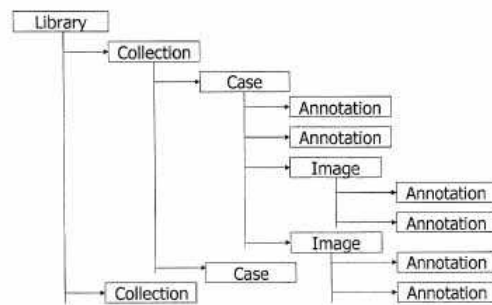 Library
Collection
Case
Annotation
Annotation
Image
Annotation
Annotation
Image
Annotation
Case
Annotation
Collection